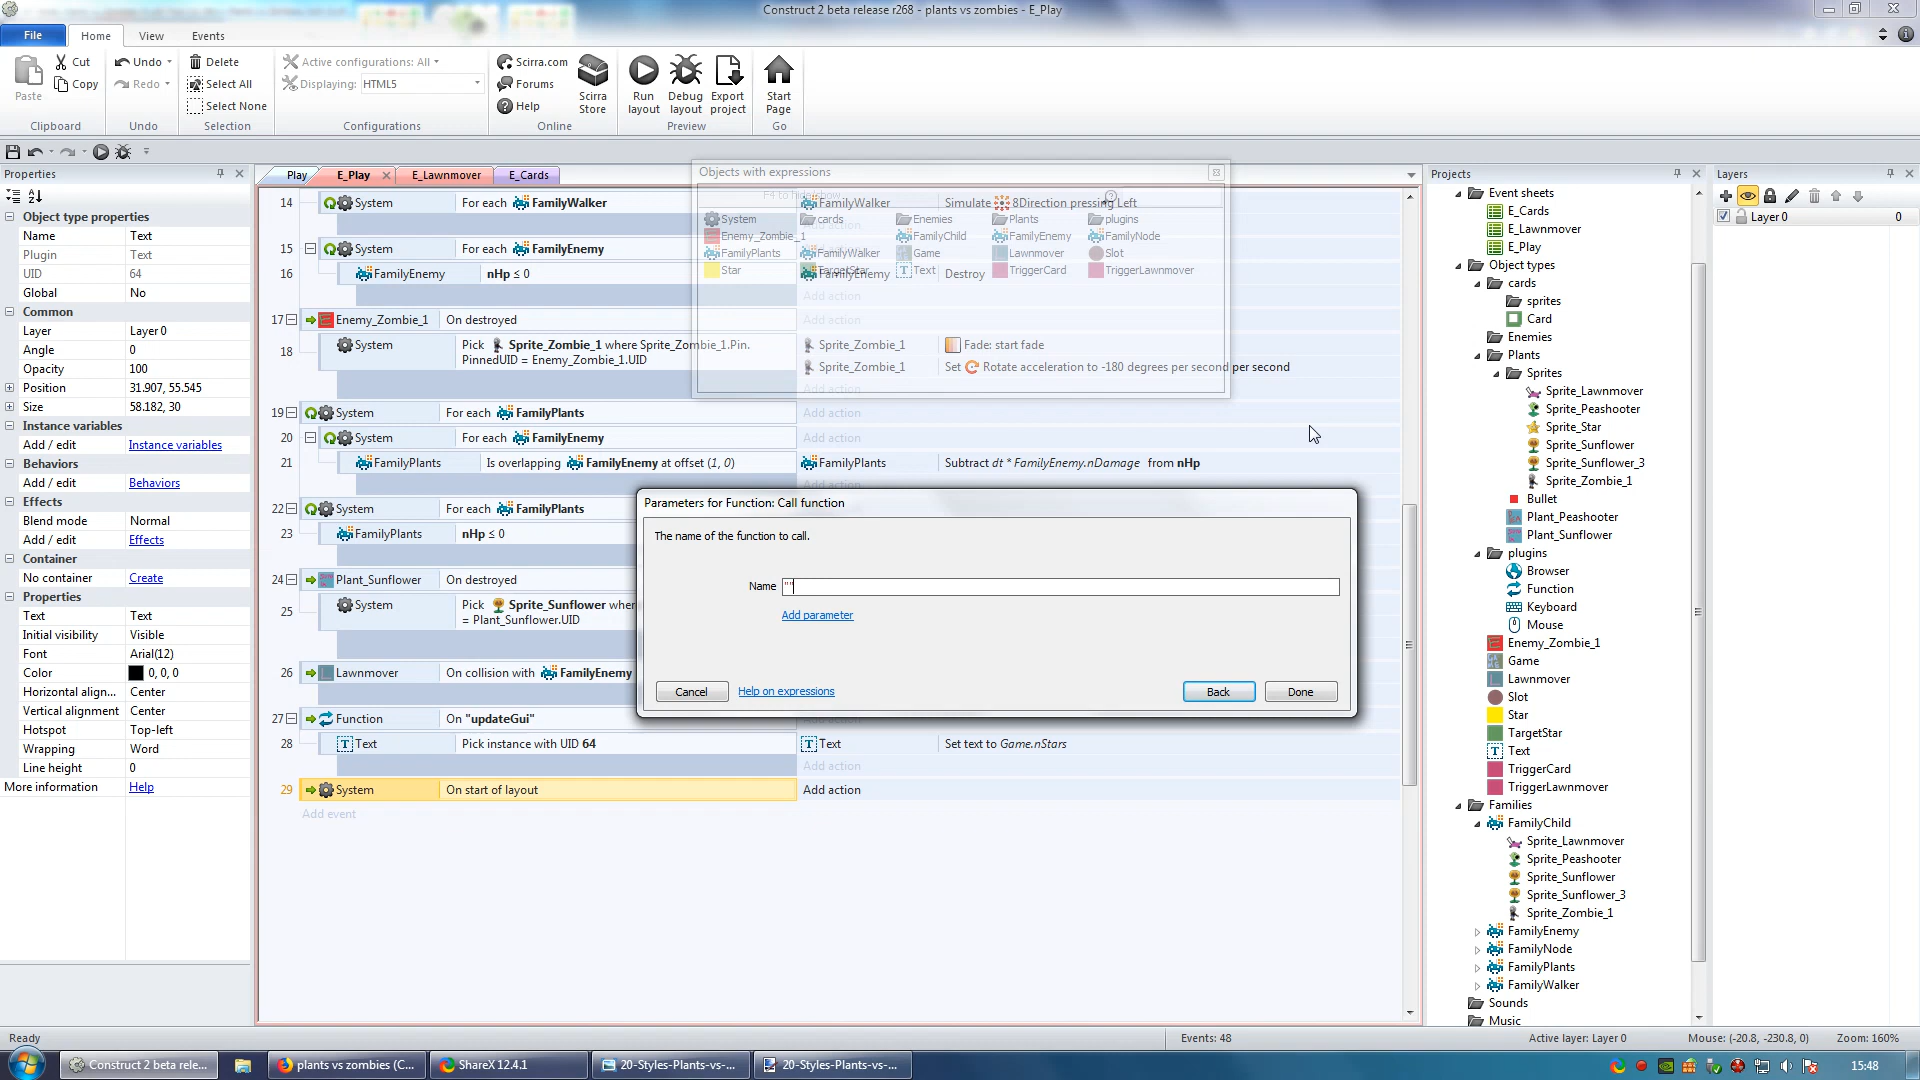 Construct 2 beta release r268 - plants vs zombies - E_Play
File
Home
View
Events
Paste
Cut
Copy
Clipboard
Undo
Redo
Undo
Delete
Select All
Select None
Selection
Active configurations: All
Displaying: HTML5
Configurations
Scirra.com
Forums
Help
Online
Scirra Store
Run layout
Debug layout
Export project
Preview
Start Page
Go
Properties
Object type properties
Name Text
Plugin Text
UID 64
Global No
Common
Layer Layer 0
Angle 0
Opacity 100
Position 31.907, 55.545
Size 58.182, 30
Instance variables
Add / edit Instance variables
Behaviors
Add / edit Behaviors
Effects
Blend mode Normal
Add / edit Effects
Container
No container Create
Properties
Text Text
Initial visibility Visible
Font Arial(12)
Color 0, 0, 0
Horizontal align... Center
Vertical alignment Center
Hotspot Top-left
Wrapping Word
Line height 0
More information Help
Play
E_Play
E_Lawnmover
E_Cards
14 System For each FamilyWalker
FamilyWalker Simulate 8Direction pressing Left
15 System For each FamilyEnemy
16 FamilyEnemy nHp ≤ 0
FamilyEnemy Destroy
Add action
17 Enemy_Zombie_1 On destroyed
Add action
18 System Pick Sprite_Zombie_1 where Sprite_Zombie_1.Pin.
PinnedUID = Enemy_Zombie_1.UID
Sprite_Zombie_1 Fade: start fade
Sprite_Zombie_1 Set Rotate acceleration to -180 degrees per second per second
Add action
19 System For each FamilyPlants
Add action
20 System For each FamilyEnemy
Add action
21 FamilyPlants Is overlapping FamilyEnemy at offset (1, 0)
FamilyPlants Subtract dt * FamilyEnemy.nDamage from nHp
Add action
22 System For each FamilyPlants
23 FamilyPlants nHp ≤ 0
24 Plant_Sunflower On destroyed
25 System Pick Sprite_Sunflower wher
= Plant_Sunflower.UID
26 Lawnmover On collision with FamilyEnemy
27 Function On "updateGui"
Add action
28 Text Pick instance with UID 64
Text Set text to Game.nStars
Add action
29 System On start of layout
Add action
Add event
Objects with expressions
F4 to hide/show
System cards Enemies Plants plugins
Enemy_Zombie_1 FamilyChild FamilyEnemy FamilyNode
FamilyPlants FamilyWalker Game Lawnmover Slot
Star TargetStar Text TriggerCard TriggerLawnmover
Parameters for Function: Call function
The name of the function to call.
Name ""
Add parameter
Cancel
Help on expressions
Back
Done
Projects
Event sheets
E_Cards
E_Lawnmover
E_Play
Object types
cards
sprites
Card
Enemies
Plants
Sprites
Sprite_Lawnmover
Sprite_Peashooter
Sprite_Star
Sprite_Sunflower
Sprite_Sunflower_3
Sprite_Zombie_1
Bullet
Plant_Peashooter
Plant_Sunflower
plugins
Browser
Function
Keyboard
Mouse
Enemy_Zombie_1
Game
Lawnmover
Slot
Star
TargetStar
Text
TriggerCard
TriggerLawnmover
Families
FamilyChild
Sprite_Lawnmover
Sprite_Peashooter
Sprite_Sunflower
Sprite_Sunflower_3
Sprite_Zombie_1
FamilyEnemy
FamilyNode
FamilyPlants
FamilyWalker
Sounds
Music
Layers
Layer 0 0
Ready
Events: 48
Active layer: Layer 0
Mouse: (-20.8, -230.8, 0)
Zoom: 160%
Construct 2 beta rele...
plants vs zombies (C...
ShareX 12.4.1
20-Styles-Plants-vs-...
20-Styles-Plants-vs-...
15:48